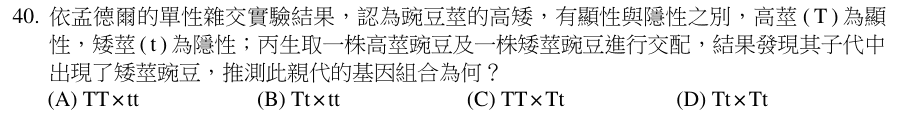 40. 依孟德爾的單性雜交實驗結果，認為豌豆莖的高矮，有顯性與隱性之別，高莖 ( T ) 為顯
性，矮莖 ( t ) 為隱性；丙生取一株高莖豌豆及一株矮莖豌豆進行交配，結果發現其子代中
出現了矮莖豌豆，推測此親代的基因組合為何？
(A) TT×tt (B) Tt×tt (C) TT×Tt (D) Tt×Tt